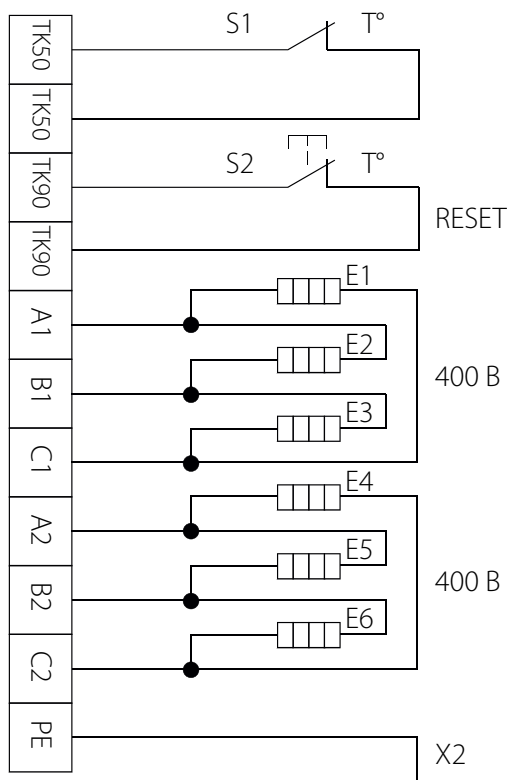 TK50
S1
T°
TK50
TK90
S2
T°
RESET
TK90
E1
A1
E2
400 В
B1
E3
C1
E4
A2
E5
400 В
B2
E6
C2
PE
X2